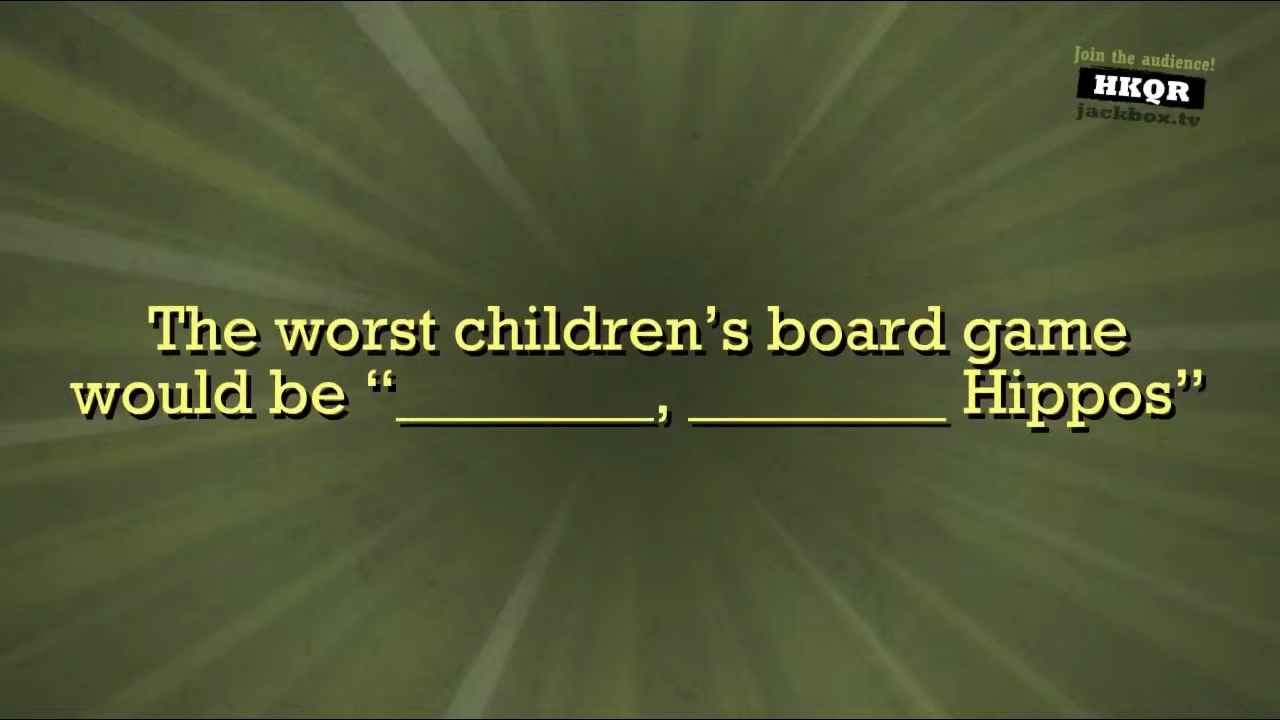 Join the audience!
HKQR
jackbox.tv
The worst children’s board game
would be “________, ________ Hippos”